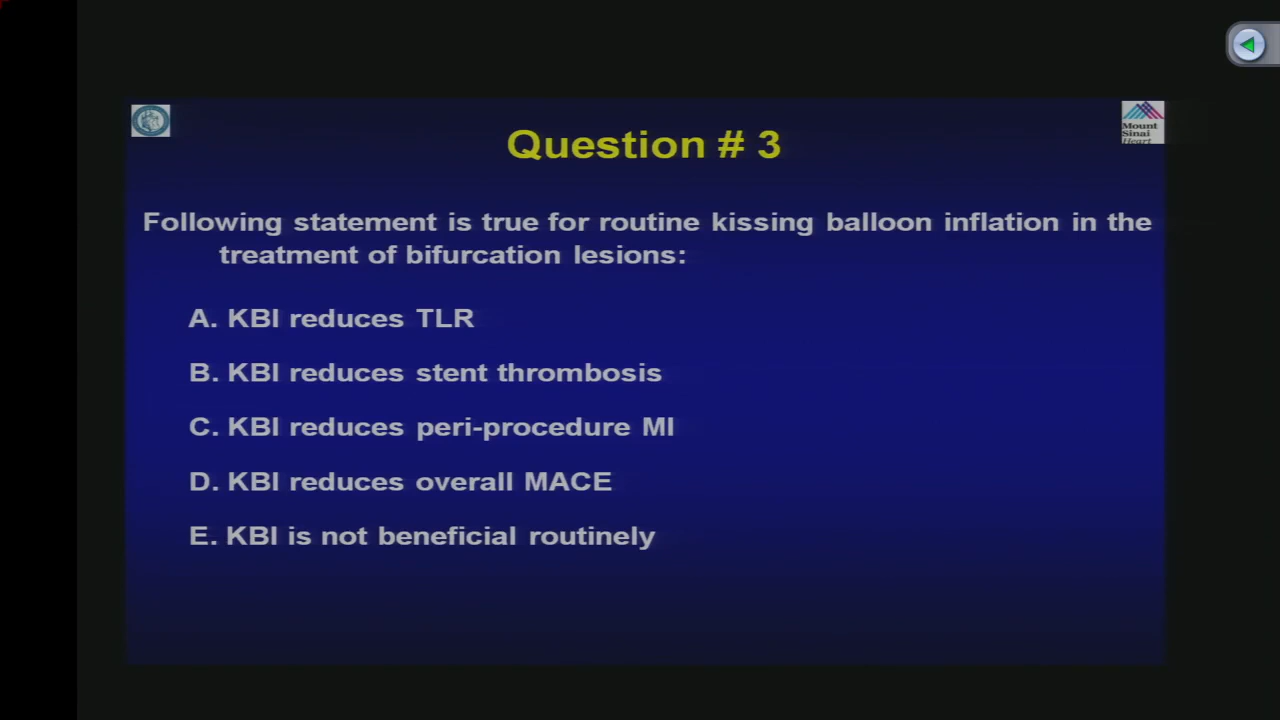 Mount
Sinai
Heart
Question # 3
Following statement is true for routine kissing balloon inflation in the
treatment of bifurcation lesions:
A. KBI reduces TLR
B. KBI reduces stent thrombosis
C. KBI reduces peri-procedure MI
D. KBI reduces overall MACE
E. KBI is not beneficial routinely